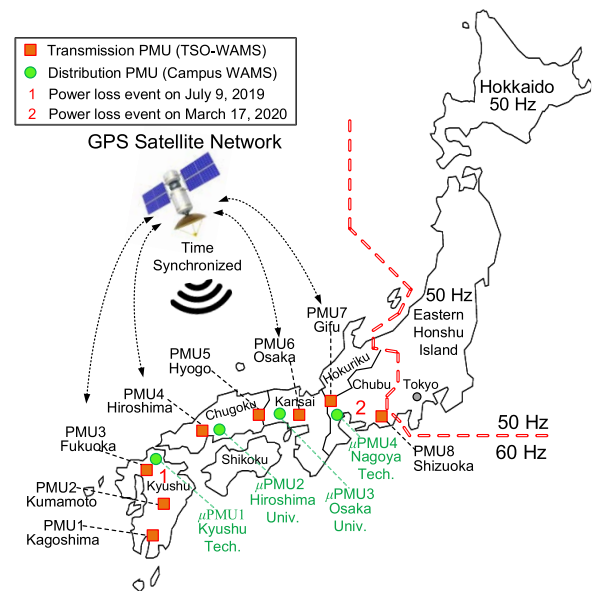 Transmission PMU (TSO-WAMS)
Distribution PMU (Campus WAMS)
1 Power loss event on July 9, 2019
2 Power loss event on March 17, 2020
GPS Satellite Network
Time
Synchronized
Hokkaido
50 Hz
50 Hz
Eastern
Honshu
Island
PMU7
Gifu
PMU6
Osaka
PMU5
Hyogo
PMU4
Hiroshima
PMU3
Fukuoka
PMU2
Kumamoto
PMU1
Kagoshima
Hokuriku
Chubu
Tokyo
Kansai
Chugoku
Shikoku
Kyushu
1
2
50 Hz
60 Hz
PMU8
Shizuoka
μPMU4
Nagoya
Tech.
μPMU3
Osaka
Univ.
μPMU2
Hiroshima
Univ.
μPMU1
Kyushu
Tech.